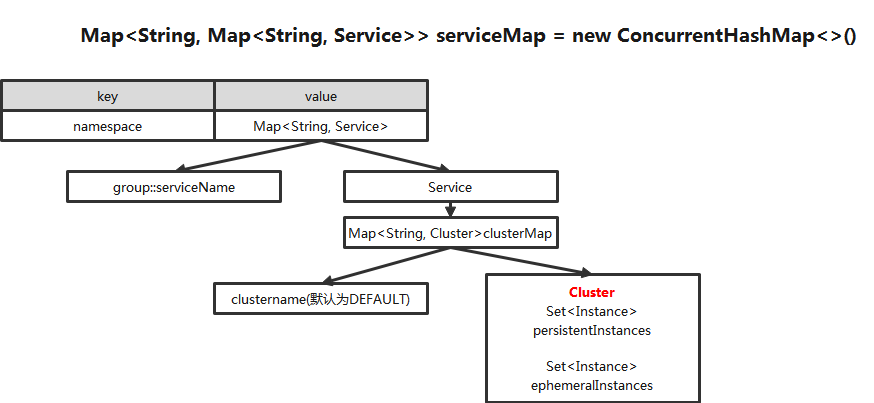 Map<String, Map<String, Service>> serviceMap = new ConcurrentHashMap<>()
key
value
namespace
Map<String, Service>
group::serviceName
Service
Map<String, Cluster>clusterMap
clustername(默认为DEFAULT)
Cluster
Set<Instance>
persistentInstances
Set<Instance>
ephemeralInstances